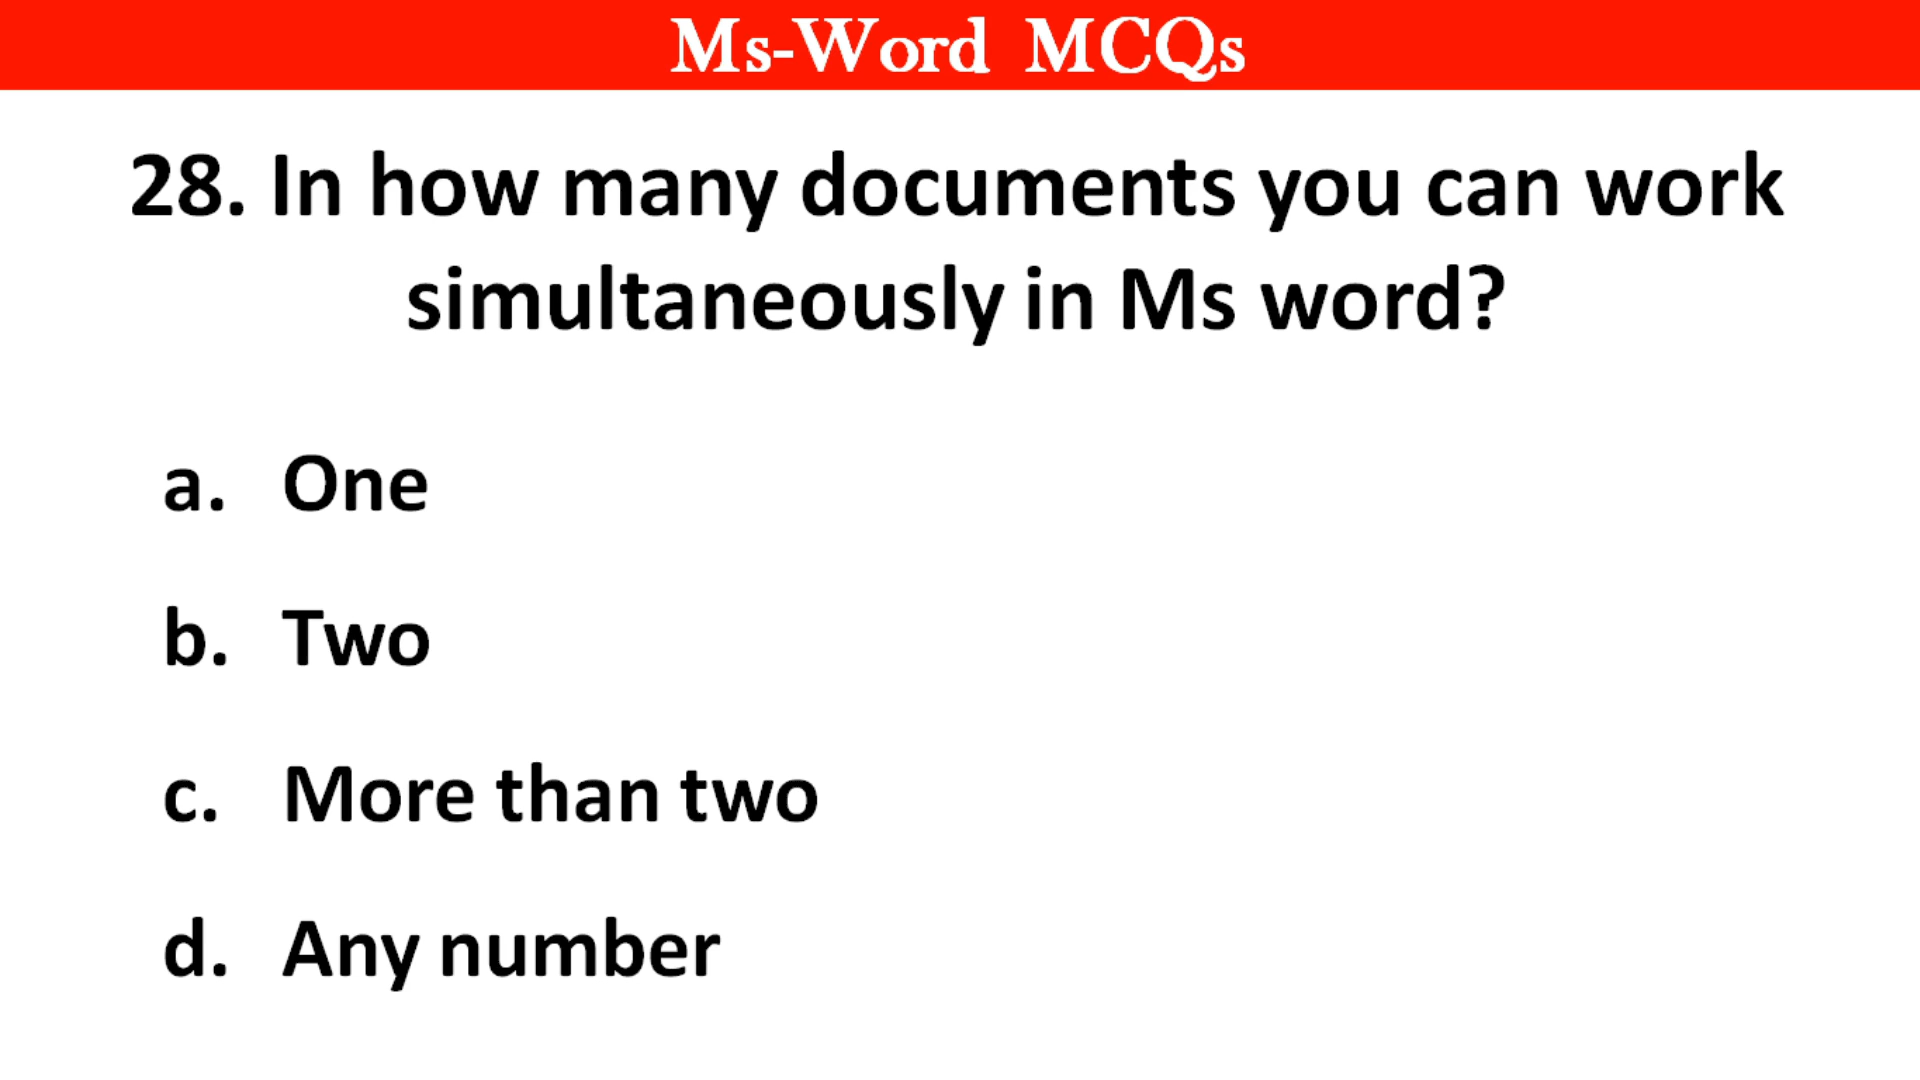 Ms-Word MCQs
28. In how many documents you can work
simultaneously in Ms word?
a. One
b. Two
c. More than two
d. Any number